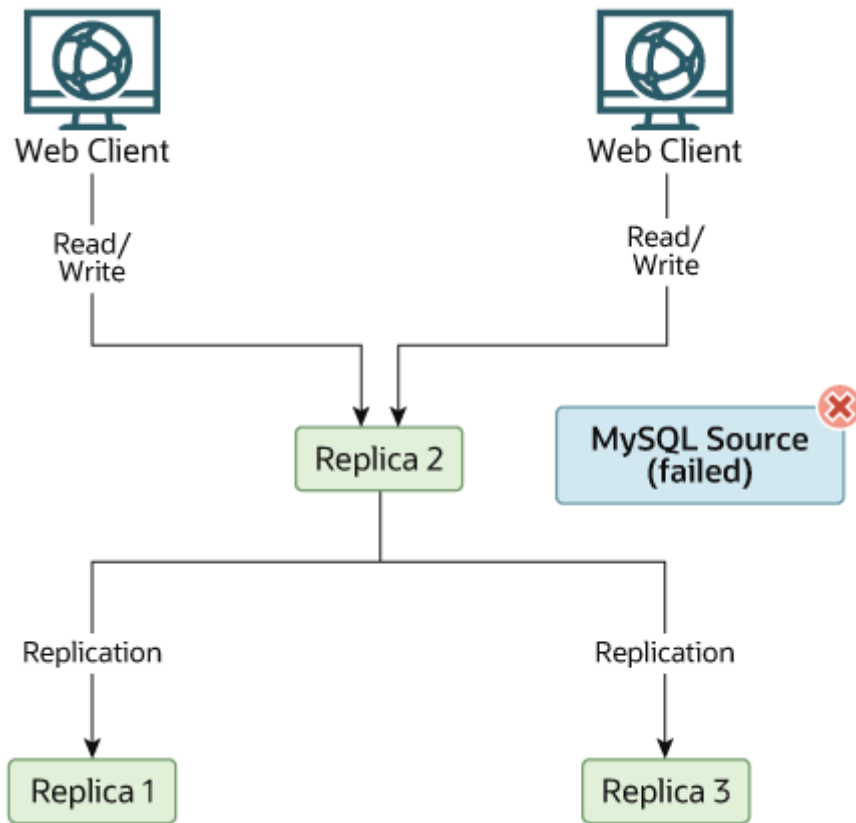 Web Client
Web Client
Read/
Write
Read/
Write
Replica 2
MySQL Source
(failed)
Replication
Replication
Replica 1
Replica 3